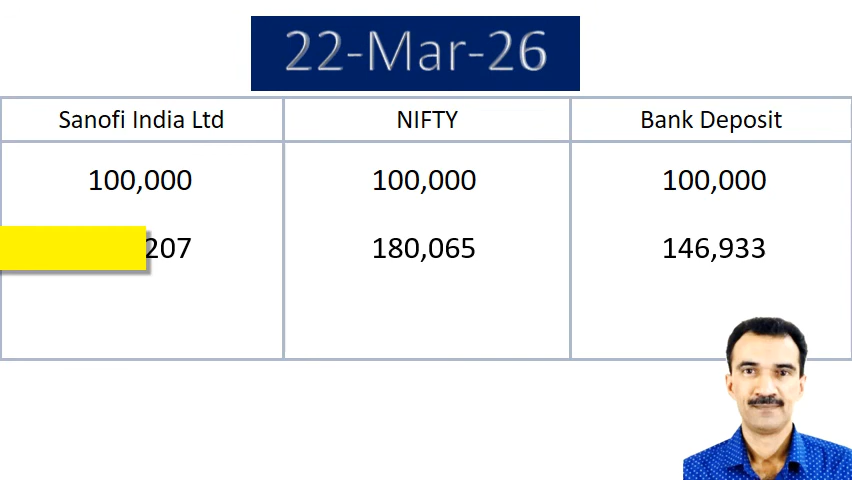 22-Mar-26
Sanofi India Ltd NIFTY Bank Deposit
100,000 100,000 100,000
207 180,065 146,933